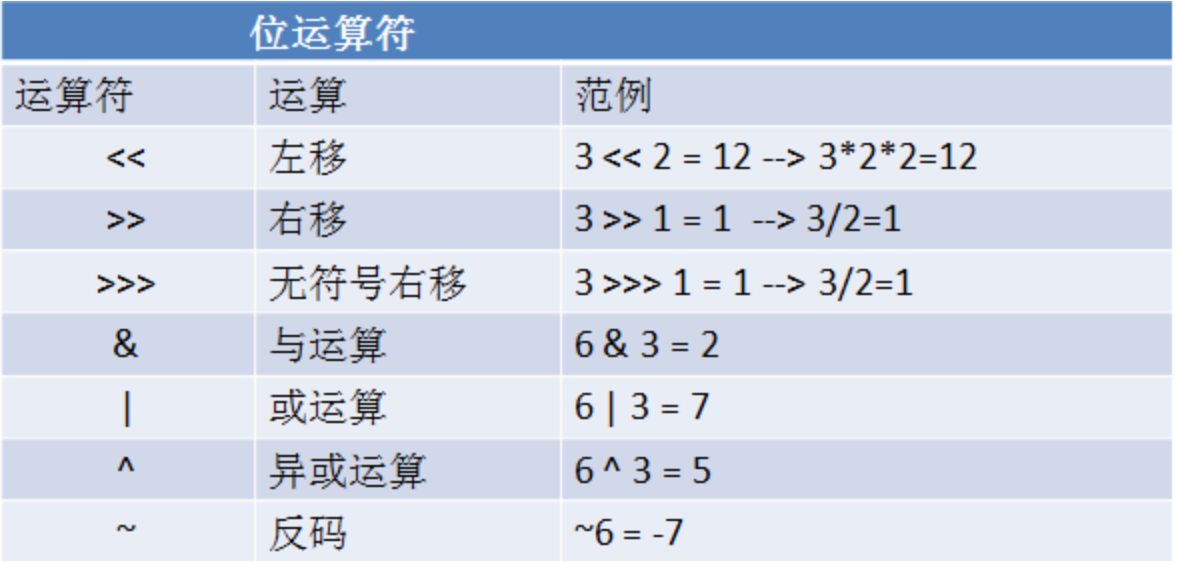 位运算符
运算符 运算 范例
<< 左移 3 << 2 = 12 --> 3*2*2=12
>> 右移 3 >> 1 = 1 --> 3/2=1
>>> 无符号右移 3 >>> 1 = 1 --> 3/2=1
& 与运算 6 & 3 = 2
| 或运算 6 | 3 = 7
^ 异或运算 6 ^ 3 = 5
~ 反码 ~6 = -7